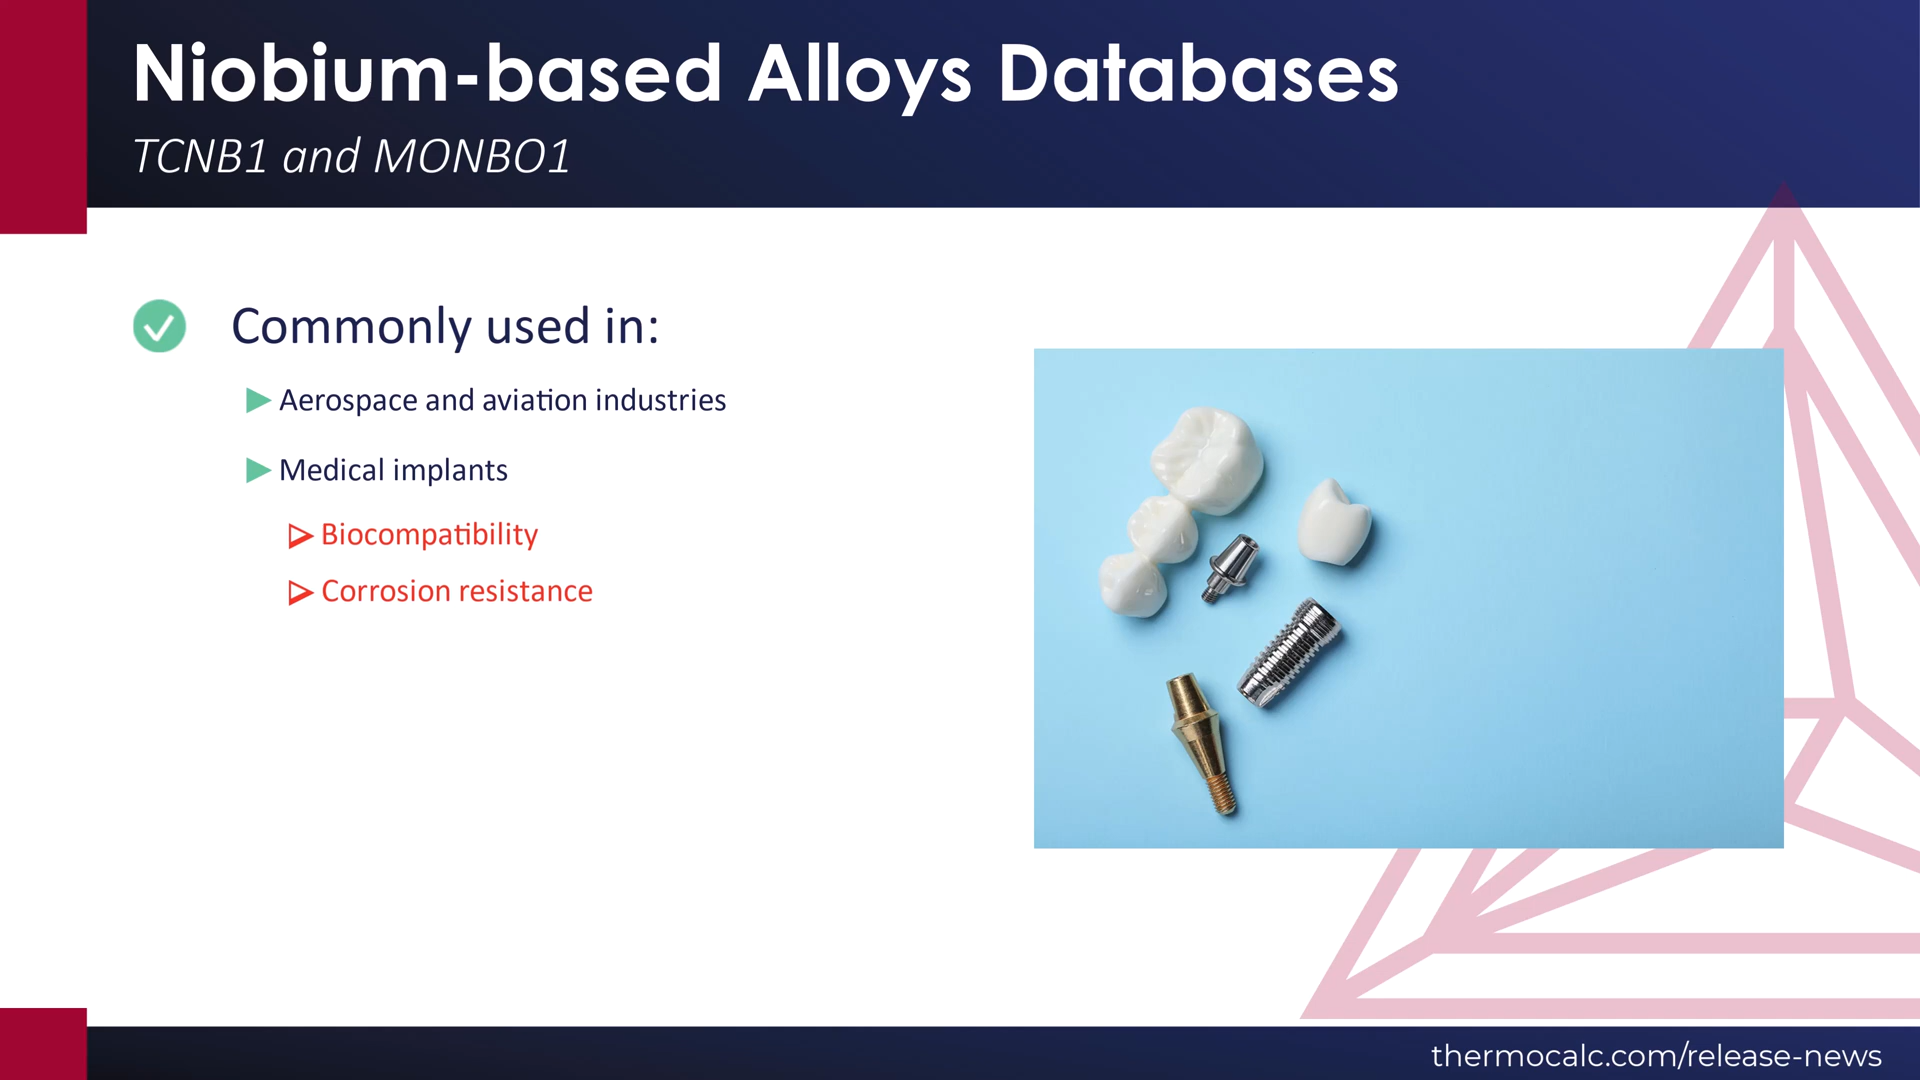 Niobium-based Alloys Databases
TCNB1 and MONBO1
Commonly used in:
Aerospace and aviation industries
Medical implants
Biocompatibility
Corrosion resistance
thermocalc.com/release-news